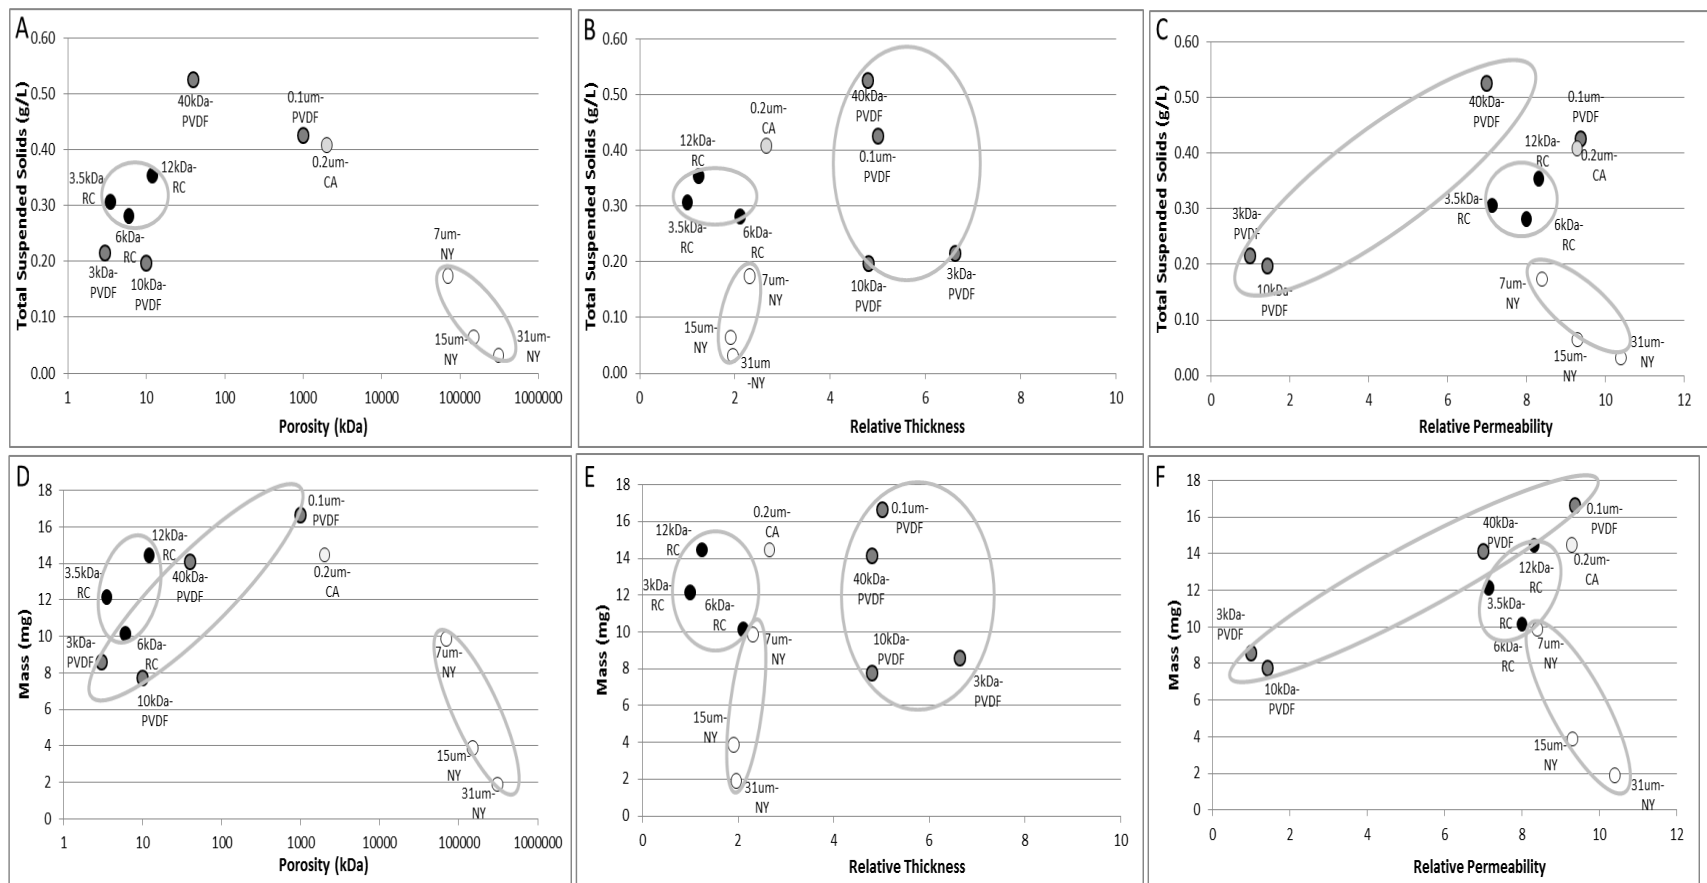 A
Total Suspended Solids (g/L)
0.60
0.50
0.40
0.30
0.20
0.10
0.00
40kDa-
PVDF
0.1um-
PVDF
0.2um-
CA
12kDa-
RC
3.5kDa
RC
6kDa-
RC
3kDa-
PVDF
10kDa-
PVDF
7um-
NY
15um-
NY
31um-
NY
1 10 100 1000 10000 100000 1000000
Porosity (kDa)
B
Total Suspended Solids (g/L)
0.60
0.50
0.40
0.30
0.20
0.10
0.00
40kDa-
PVDF
0.1um-
PVDF
0.2um-
CA
12kDa-
RC
3.5kDa-
RC
6kDa-
RC
10kDa-
PVDF
3kDa-
PVDF
7um-
NY
15um-
NY
31um
-NY
0 2 4 6 8 10
Relative Thickness
C
Total Suspended Solids (g/L)
0.60
0.50
0.40
0.30
0.20
0.10
0.00
40kDa-
PVDF
0.1um-
PVDF
12kDa-
RC
0.2um-
CA
3.5kDa-
RC
6kDa-
RC
3kDa-
PVDF
10kDa-
PVDF
7um-
NY
15um-
NY
31um-
NY
0 2 4 6 8 10 12
Relative Permeability
D
Mass (mg)
18
16
14
12
10
8
6
4
2
0
0.1um-
PVDF
12kDa-
RC
40kDa-
PVDF
0.2um-
CA
3.5kDa-
RC
3kDa-
PVDF
6kDa-
RC
10kDa-
PVDF
7um-
NY
15um-
NY
31um-
NY
1 10 100 1000 10000 100000 1000000
Porosity (kDa)
E
Mass (mg)
18
16
14
12
10
8
6
4
2
0
0.1um-
PVDF
0.2um-
CA
12kDa-
RC
40kDa-
PVDF
3kDa-
RC
6kDa-
RC
7um-
NY
10kDa-
PVDF
3kDa-
PVDF
15um-
NY
31um-
NY
0 2 4 6 8 10
Relative Thickness
F
Mass (mg)
18
16
14
12
10
8
6
4
2
0
0.1um-
PVDF
40kDa-
PVDF
12kDa-
RC
0.2um-
CA
3.5kDa-
RC
6kDa-
RC
7um-
NY
3kDa-
PVDF
10kDa-
PVDF
15um-
NY
31um-
NY
0 2 4 6 8 10 12
Relative Permeability